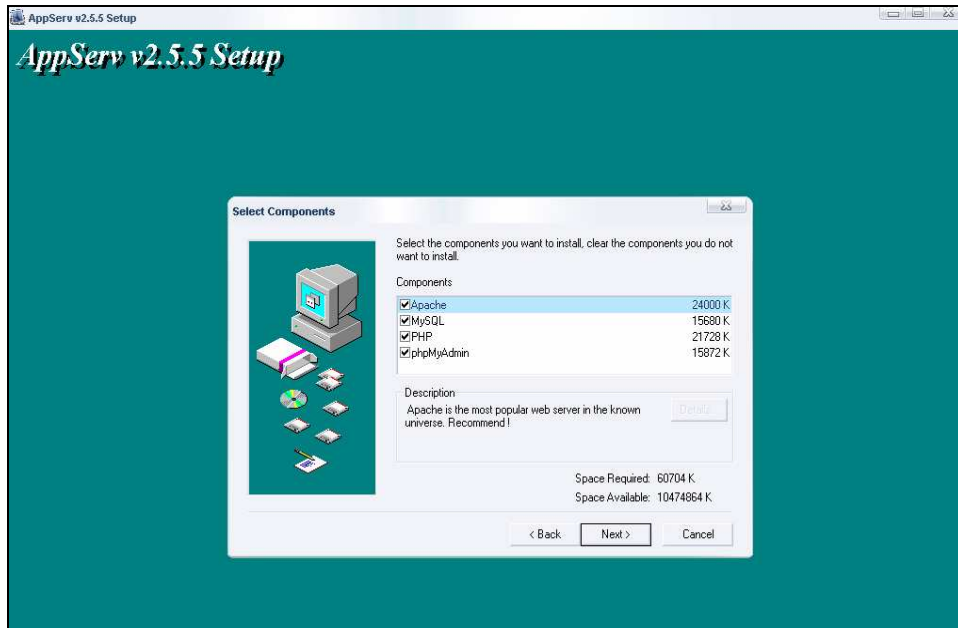 AppServ v2.5.5 Setup
AppServ v2.5.5 Setup
Select Components
Select the components you want to install, clear the components you do not
want to install.
Components
Apache 24000 K
MySQL 15680 K
PHP 21728 K
phpMyAdmin 15872 K
Description
Apache is the most popular web server in the known
universe. Recommend !
Details...
Space Required: 60704 K
Space Available: 10474864 K
< Back Next > Cancel